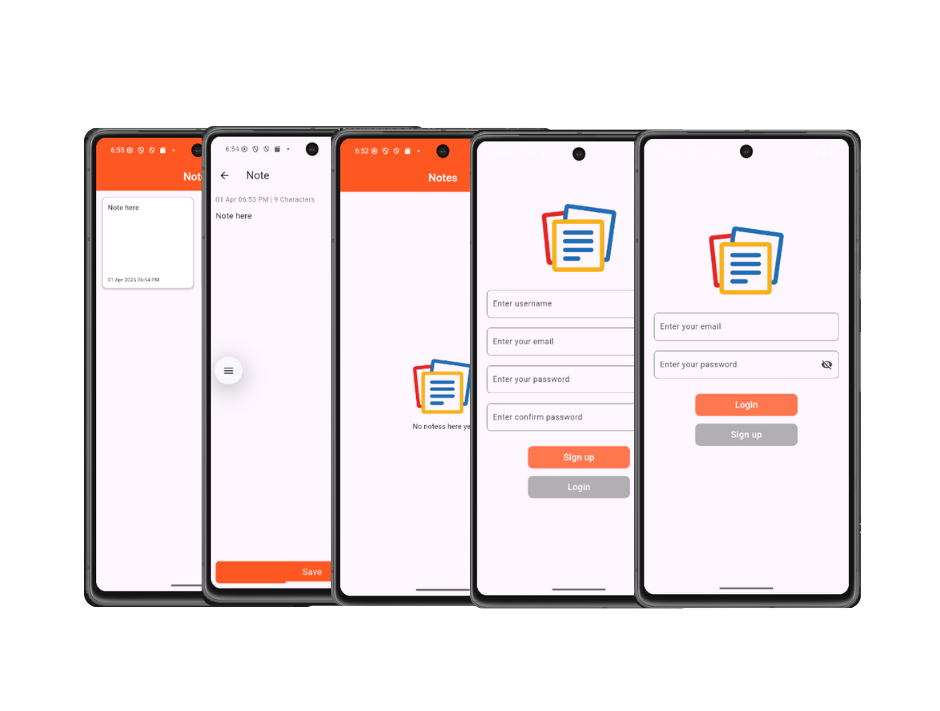 6:55
Not
Note here
01 Apr 2025 06:54 PM
6:54
Note
01 Apr 06:53 PM | 9 Characters
Note here
Save
6:52
Notes
No notess here ye
Enter username
Enter your email
Enter your password
Enter confirm password
Sign up
Login
Enter your email
Enter your password
Login
Sign up